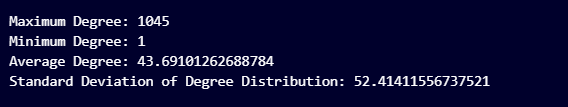 Maximum Degree: 1045
Minimum Degree: 1
Average Degree: 43.69101262688784
Standard Deviation of Degree Distribution: 52.41411556737521